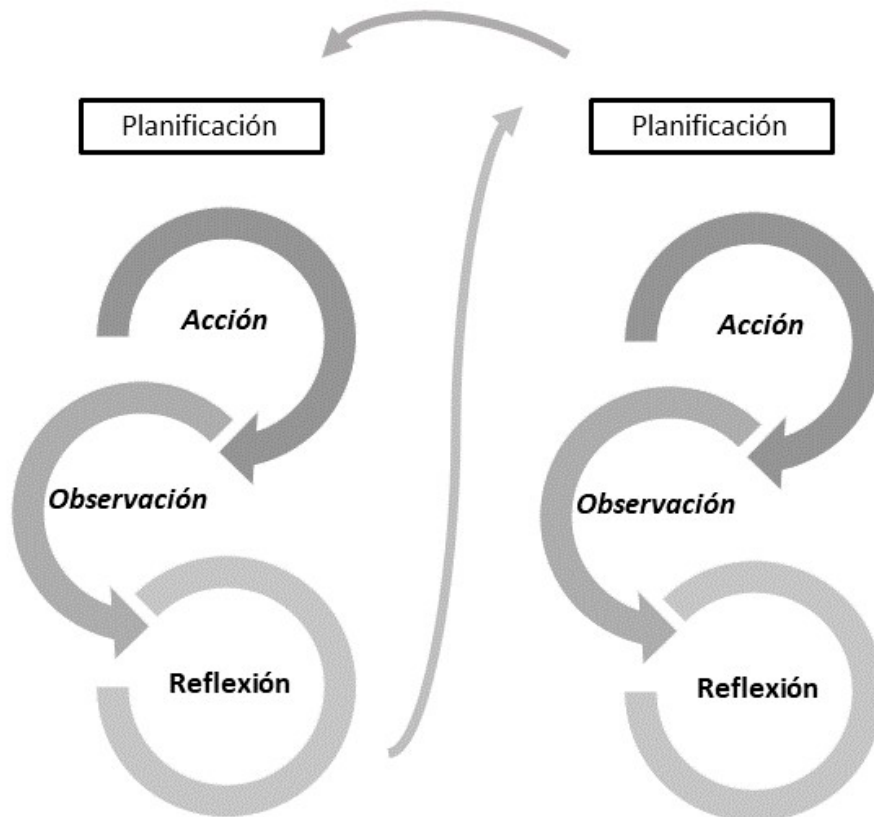 Planificación
Acción
Observación
Reflexión
Planificación
Acción
Observación
Reflexión